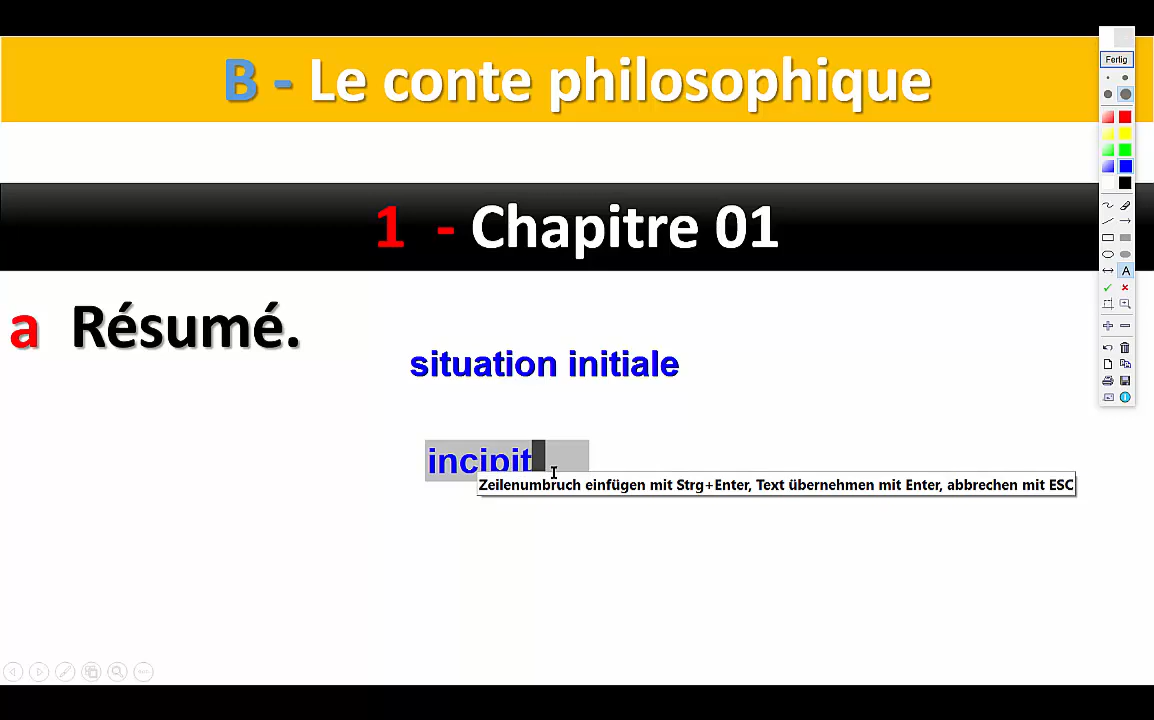 B - Le conte philosophique
Fertig
1 - Chapitre 01
a Résumé.
situation initiale
incipit
Zeilenumbruch einfügen mit Strg+Enter, Text übernehmen mit Enter, abbrechen mit ESC